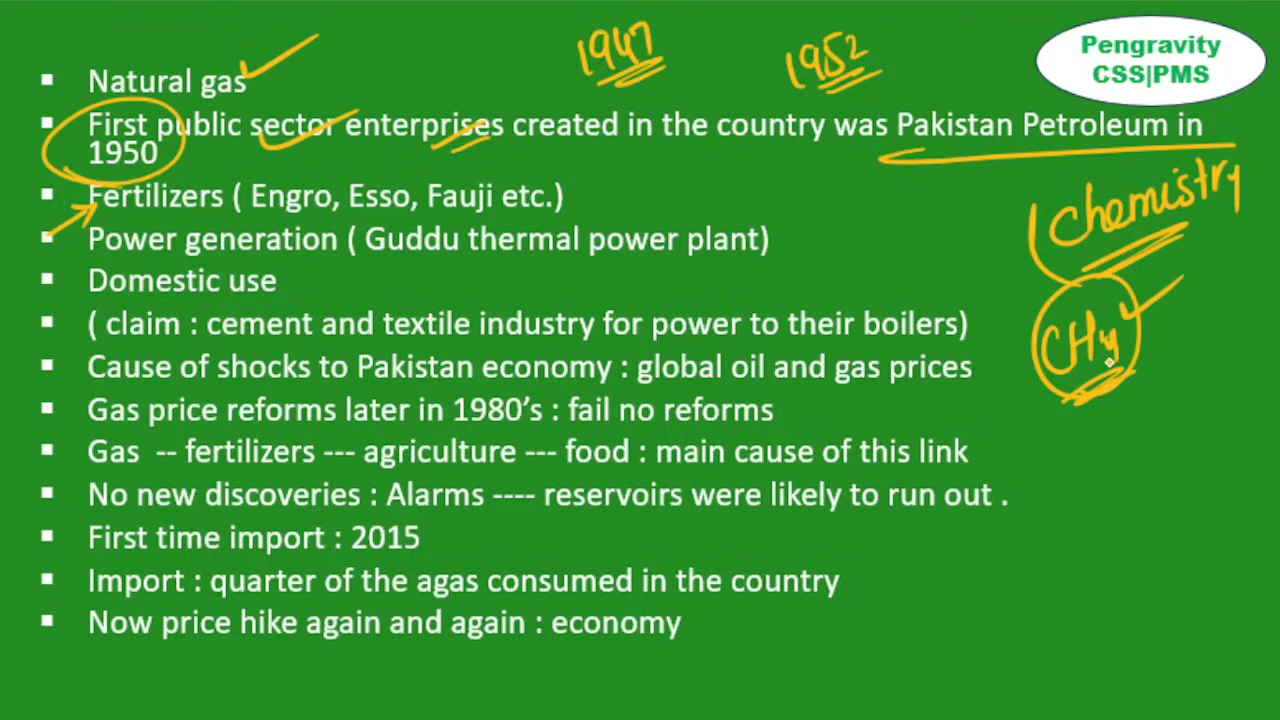 1947
1952
Pengravity
CSS|PMS
Natural gas
First public sector enterprises created in the country was Pakistan Petroleum in
1950
Fertilizers ( Engro, Esso, Fauji etc.)
Chemistry
Power generation ( Guddu thermal power plant)
Domestic use
( claim : cement and textile industry for power to their boilers)
CH4
Cause of shocks to Pakistan economy : global oil and gas prices
Gas price reforms later in 1980's : fail no reforms
Gas -- fertilizers --- agriculture --- food : main cause of this link
No new discoveries : Alarms ---- reservoirs were likely to run out .
First time import : 2015
Import : quarter of the agas consumed in the country
Now price hike again and again : economy